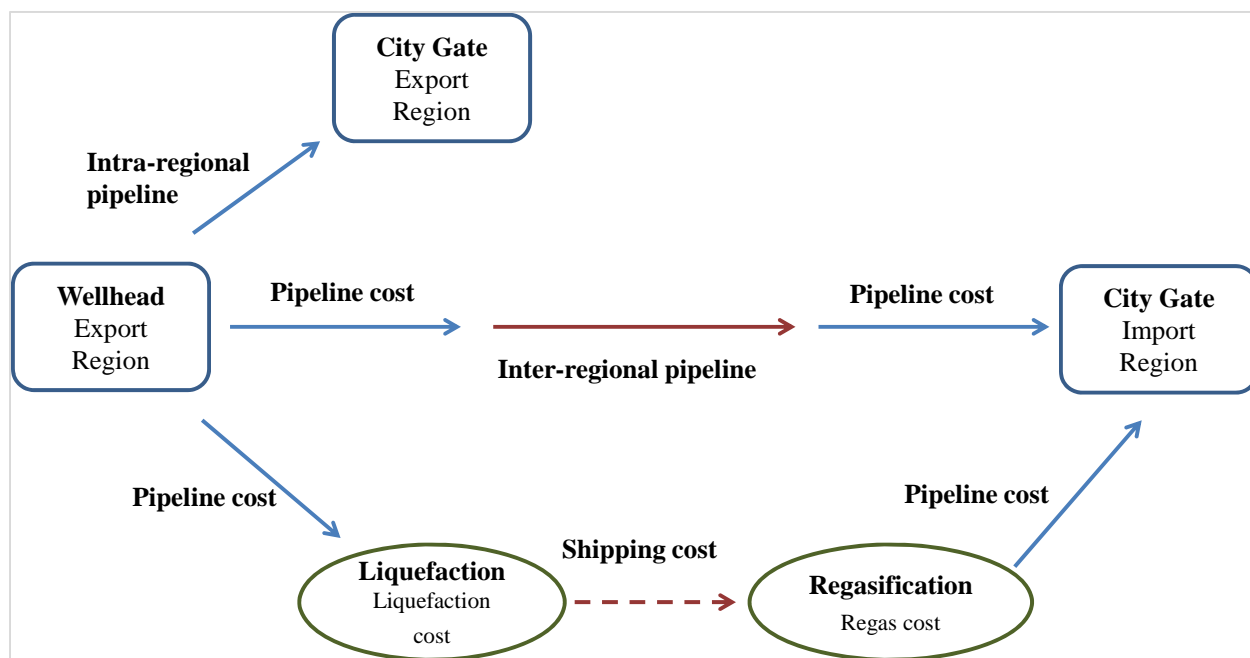 City Gate
Export
Region
Intra-regional
pipeline
Wellhead
Export
Region
Pipeline cost
Inter-regional pipeline
Pipeline cost
City Gate
Import
Region
Pipeline cost
Liquefaction
Liquefaction
cost
Shipping cost
Regasification
Regas cost
Pipeline cost